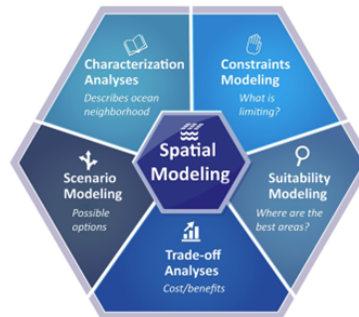 Characterization
Analyses
Describes ocean
neighborhood
Constraints
Modeling
What is
limiting?
Spatial
Modeling
Scenario
Modeling
Possible
options
Suitability
Modeling
Where are the
best areas?
Trade-off
Analyses
Cost/benefits